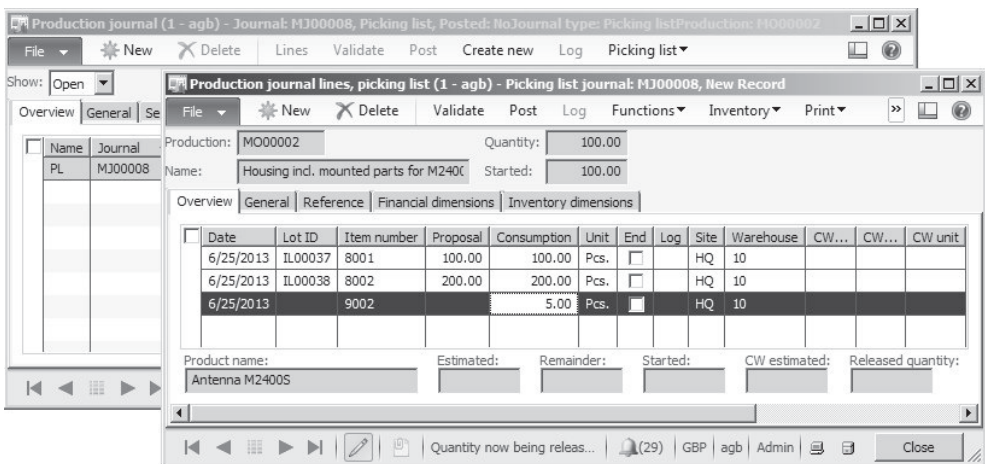 Production journal (1 - agb) - Journal: MJ00008, Picking list, Posted: NoJournal type: Picking listProduction: MO00002
File New Delete Lines Validate Post Create new Log Picking list
Show: Open
Overview General Se
Name Journal
PL MJ00008
Production journal lines, picking list (1 - agb) - Picking list journal: MJ00008, New Record
File New Delete Validate Post Log Functions Inventory Print »
Production: MO00002 Quantity: 100.00
Name: Housing incl. mounted parts for M240( Started: 100.00
Overview General Reference Financial dimensions Inventory dimensions
Date Lot ID Item number Proposal Consumption Unit End Log Site Warehouse CW... CW... CW unit
6/25/2013 IL00037 8001 100.00 100.00 Pcs. HQ 10
6/25/2013 IL00038 8002 200.00 200.00 Pcs. HQ 10
6/25/2013 9002 5.00 Pcs. HQ 10
Product name: Estimated: Remainder: Started: CW estimated: Released quantity:
Antenna M2400S
Quantity now being releas... (29) GBP agb Admin Close